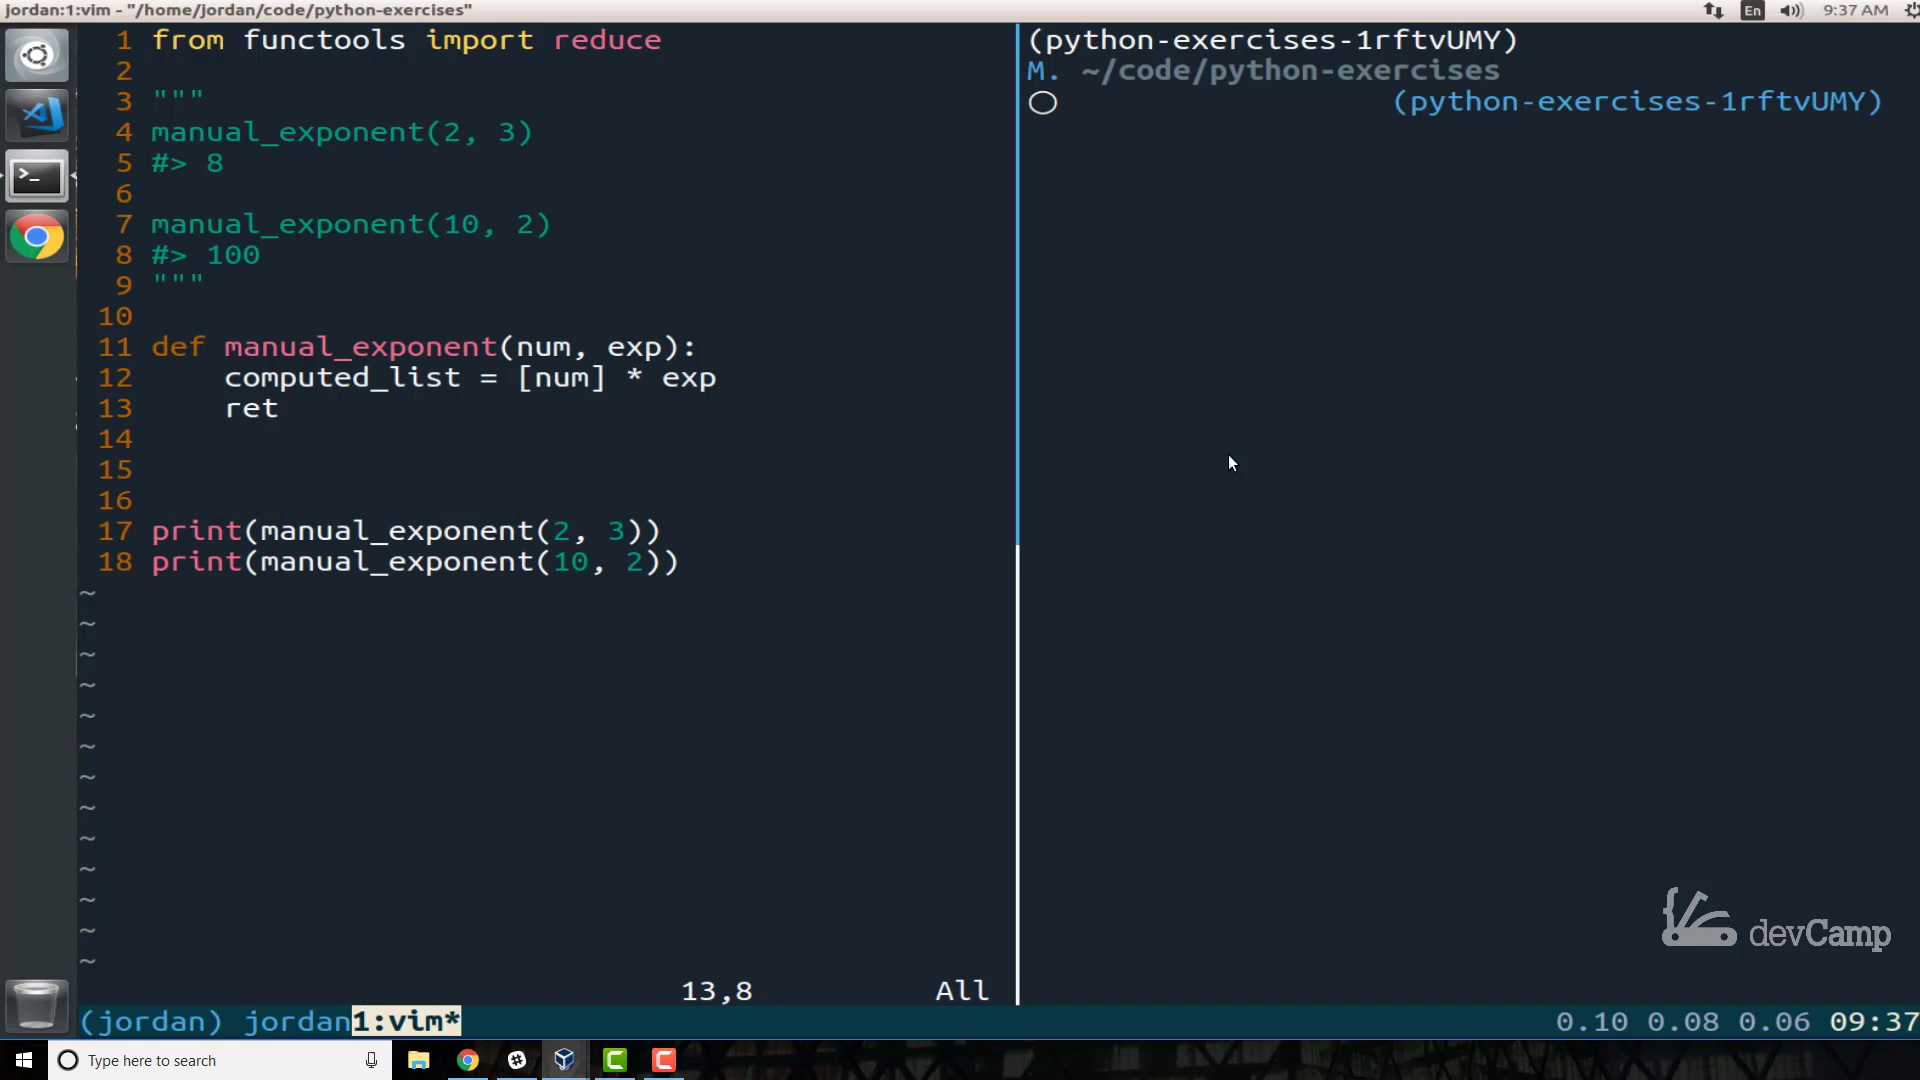 jordan:1:vim - "/home/jordan/code/python-exercises"
En 9:37 AM
1 from functools import reduce
2
3 """
4 manual_exponent(2, 3)
5 #> 8
6
7 manual_exponent(10, 2)
8 #> 100
9 """
10
11 def manual_exponent(num, exp):
12     computed_list = [num] * exp
13     ret
14
15
16
17 print(manual_exponent(2, 3))
18 print(manual_exponent(10, 2))
~
~
~
~
~
~
~
~
~
~
~
~
~
13,8 All
(python-exercises-1rftvUMY)
M. ~/code/python-exercises
(python-exercises-1rftvUMY)
devCamp
(jordan) jordan1:vim* 0.10 0.08 0.06 09:37
Type here to search